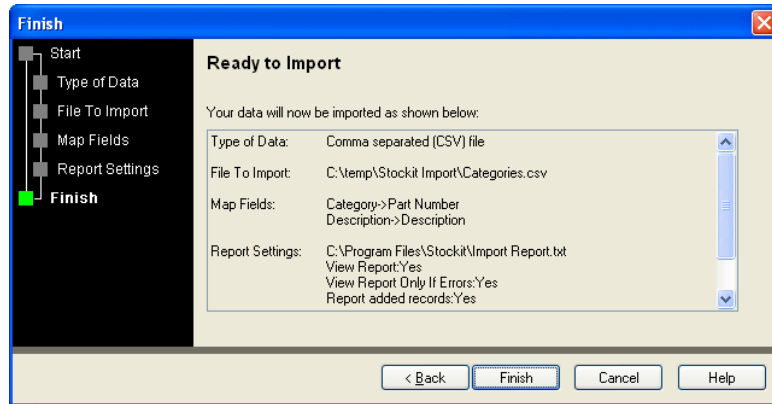 Finish
Start
Type of Data
File To Import
Map Fields
Report Settings
Finish
Ready to Import
Your data will now be imported as shown below:
Type of Data: Comma separated (CSV) file
File To Import: C:\temp\Stockit Import\Categories.csv
Map Fields: Category->Part Number
Description->Description
Report Settings: C:\Program Files\Stockit\Import Report.txt
View Report:Yes
View Report Only If Errors:Yes
Report added records:Yes
< Back Finish Cancel Help